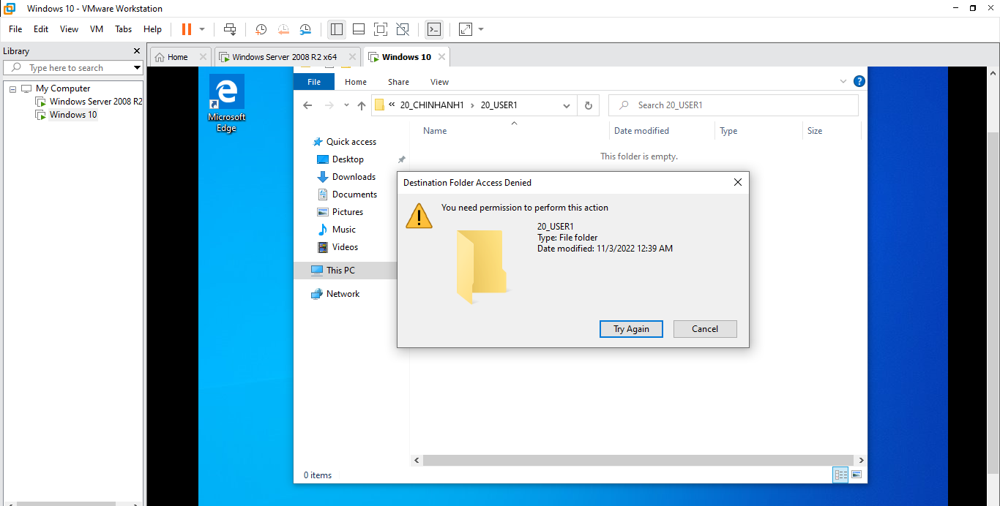 Windows 10 - VMware Workstation
File Edit View VM Tabs Help
Library
Type here to search
My Computer
Windows Server 2008 R2
Windows 10
Home
Windows Server 2008 R2 x64
Windows 10
Microsoft
Edge
File Home Share View
« 20_CHINHANH1 › 20_USER1
Search 20_USER1
Name Date modified Type Size
This folder is empty.
Quick access
Desktop
Downloads
Documents
Pictures
Music
Videos
This PC
Network
Destination Folder Access Denied
You need permission to perform this action
20_USER1
Type: File folder
Date modified: 11/3/2022 12:39 AM
Try Again
Cancel
0 items